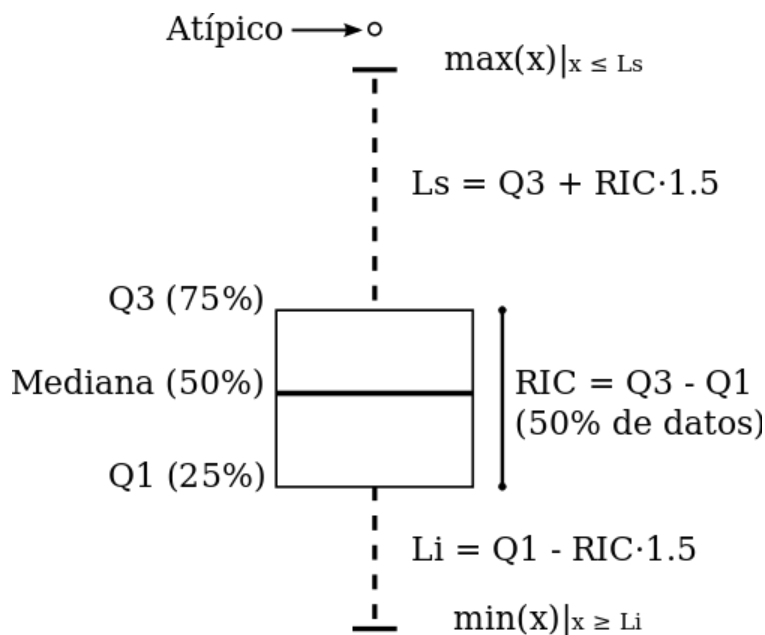 Atípico
max(x)|x ≤ Ls
Ls = Q3 + RIC·1.5
Q3 (75%)
Mediana (50%)
RIC = Q3 - Q1
(50% de datos)
Q1 (25%)
Li = Q1 - RIC·1.5
min(x)|x ≥ Li